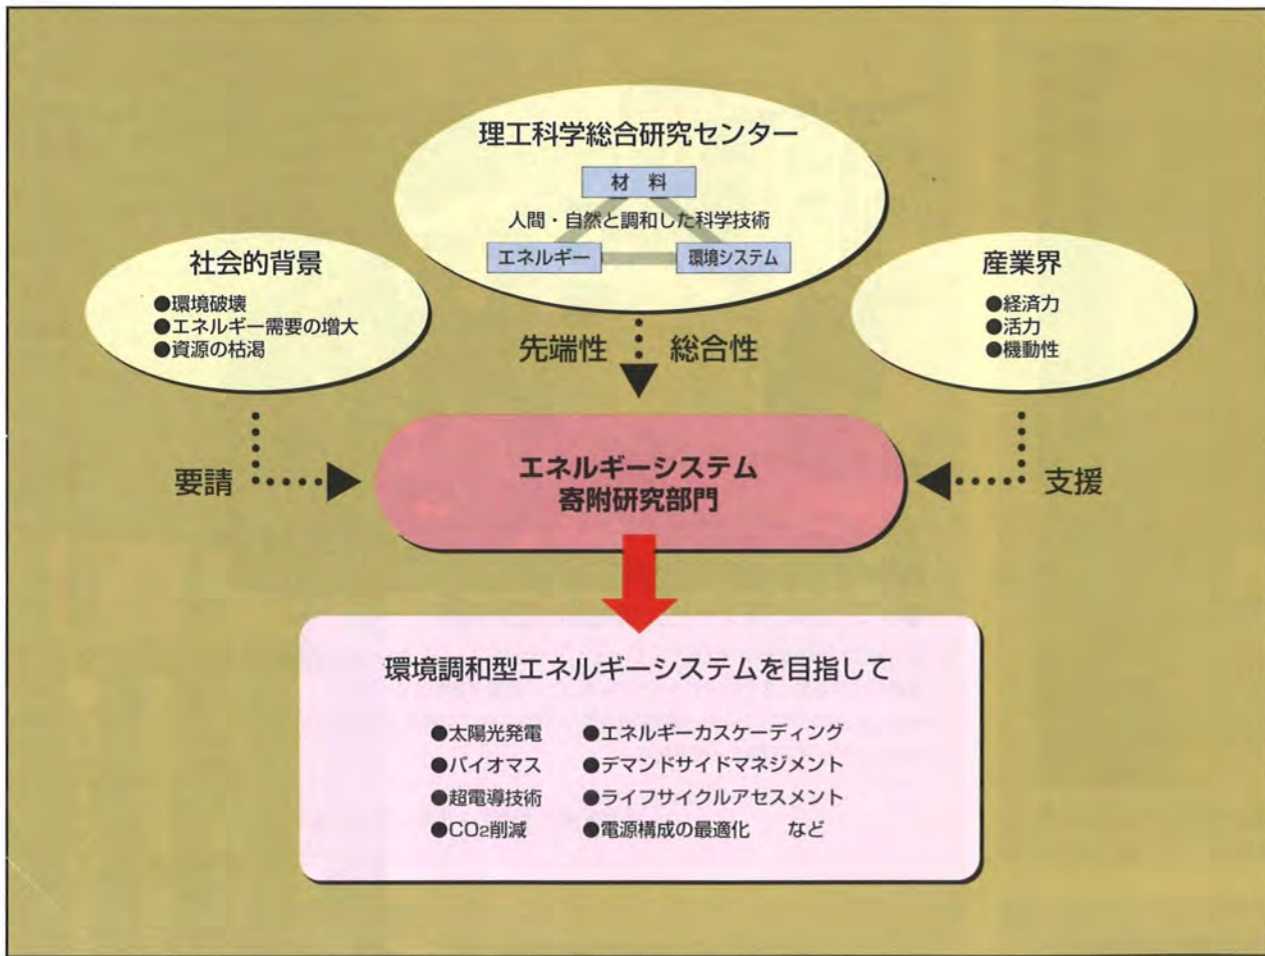 理工科学総合研究センター
材 料
人間・自然と調和した科学技術
エネルギー
環境システム
社会的背景
●環境破壊
●エネルギー需要の増大
●資源の枯渇
産業界
●経済力
●活力
●機動性
先端性
総合性
要請
支援
エネルギーシステム
寄附研究部門
環境調和型エネルギーシステムを目指して
●太陽光発電
●バイオマス
●超電導技術
●CO2削減
●エネルギーカスケーディング
●デマンドサイドマネジメント
●ライフサイクルアセスメント
●電源構成の最適化 など